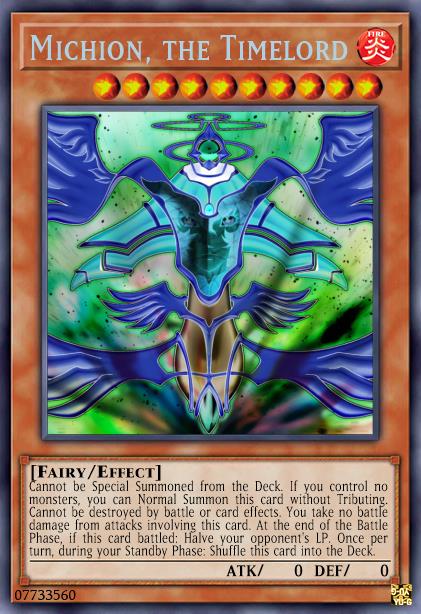 Michion, the Timelord
FIRE
炎
[Fairy/Effect]
Cannot be Special Summoned from the Deck. If you control no
monsters, you can Normal Summon this card without Tributing.
Cannot be destroyed by battle or card effects. You take no battle
damage from attacks involving this card. At the end of the Battle
Phase, if this card battled: Halve your opponent's LP. Once per
turn, during your Standby Phase: Shuffle this card into the Deck.
ATK/ 0 DEF/ 0
07733560